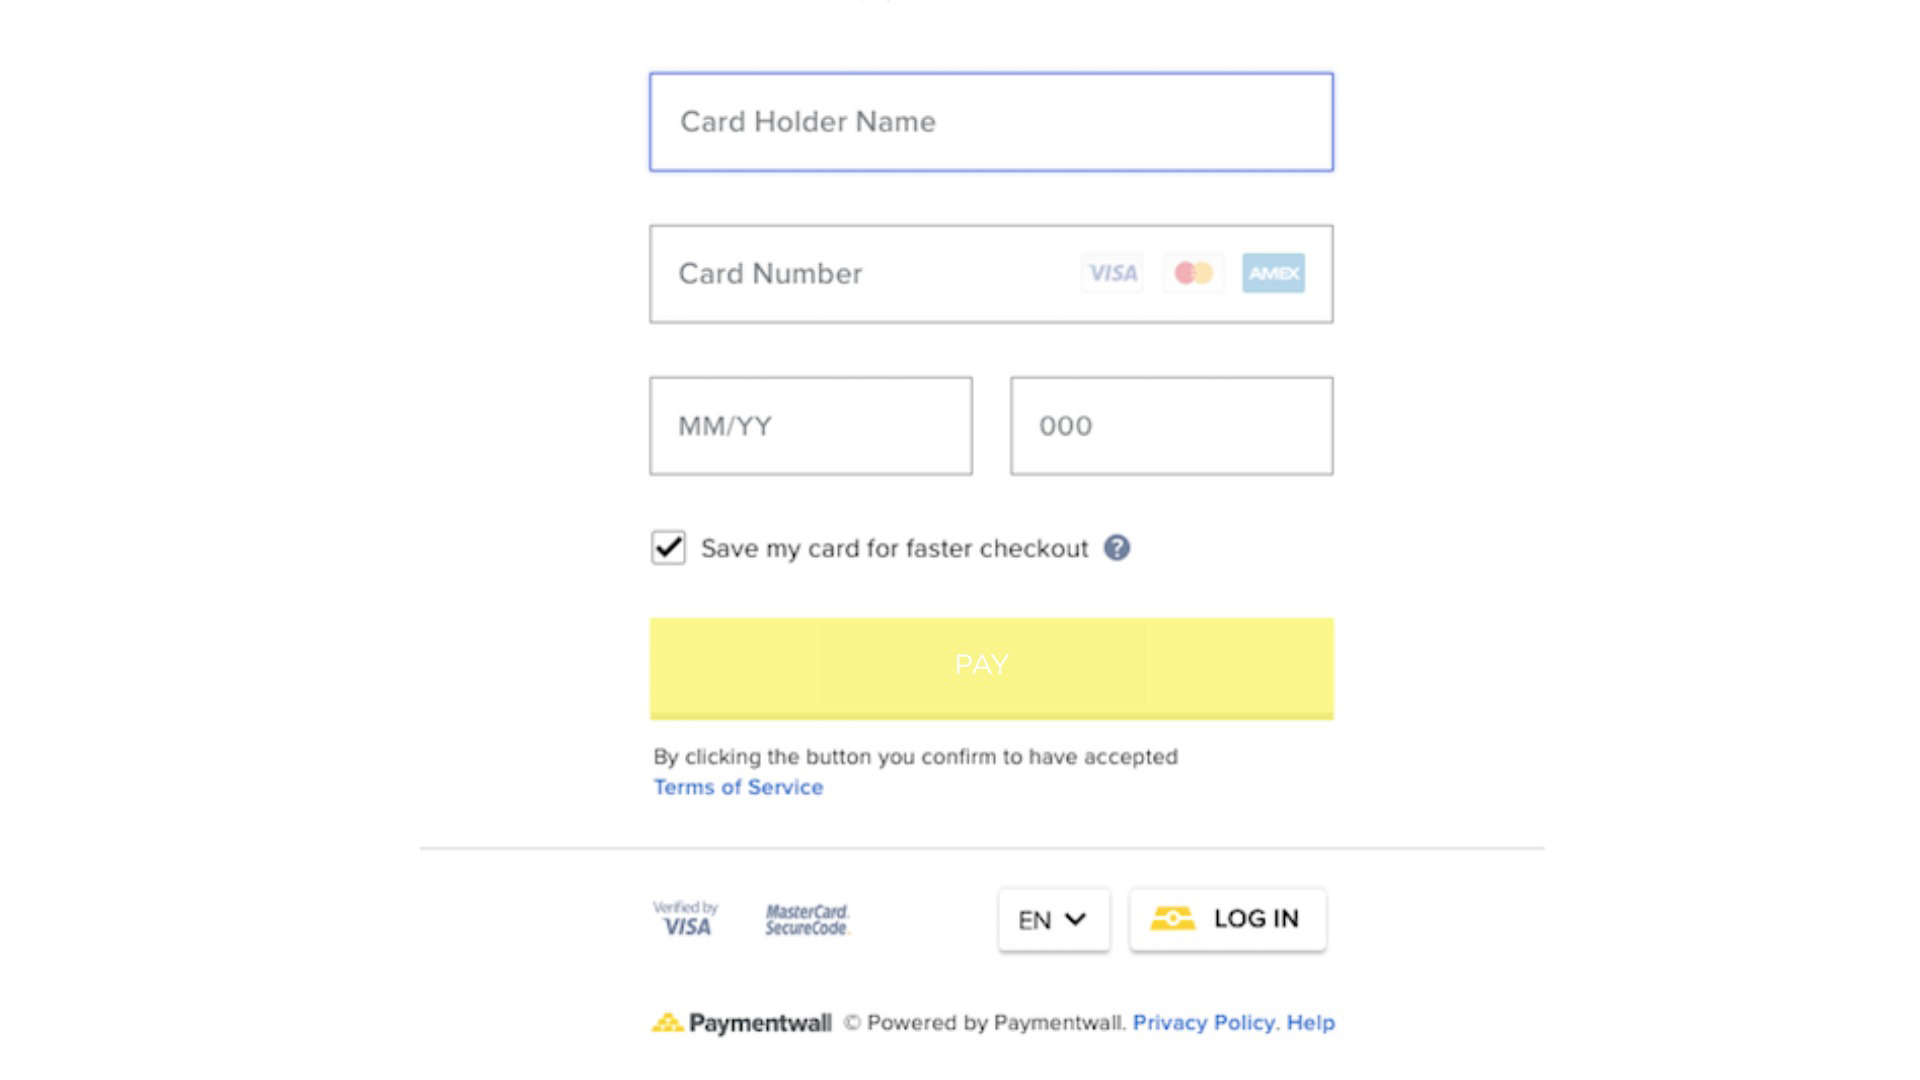 Card Holder Name
Card Number VISA AMEX
MM/YY 000
Save my card for faster checkout ?
PAY
By clicking the button you confirm to have accepted
Terms of Service
Verified by
VISA
MasterCard.
SecureCode.
EN LOG IN
Paymentwall © Powered by Paymentwall. Privacy Policy. Help